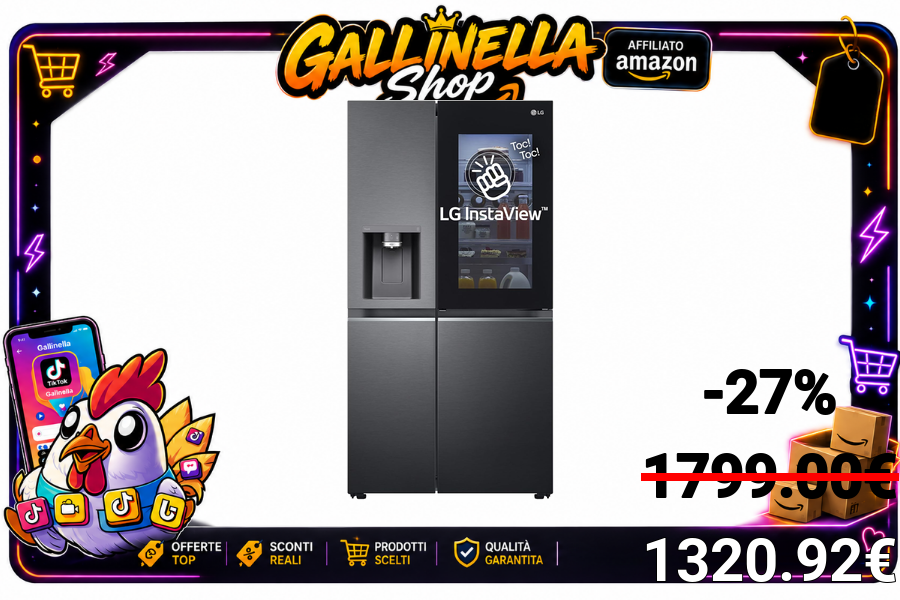 GALLINELLA
Shop
AFFILIATO
amazon
LG
Toc!
Toc!
LG InstaView™
Gallinella
TikTok
Gallinella
-27%
1799.00€
1320.92€
OFFERTE
TOP
SCONTI
REALI
PRODOTTI
SCELTI
QUALITÀ
GARANTITA